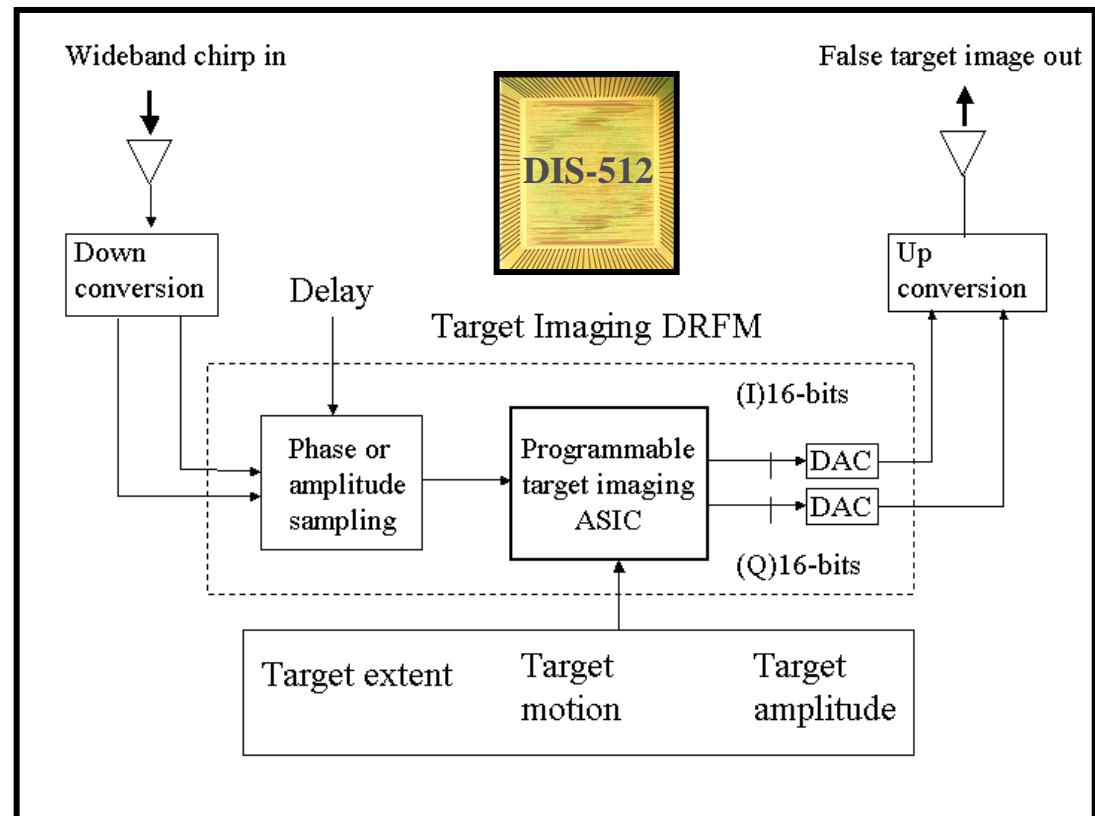 Wideband chirp in
False target image out
DIS-512
Down
conversion
Up
conversion
Delay
Target Imaging DRFM
(I)16-bits
Phase or
amplitude
sampling
Programmable
target imaging
ASIC
DAC
DAC
(Q)16-bits
Target extent
Target
motion
Target
amplitude